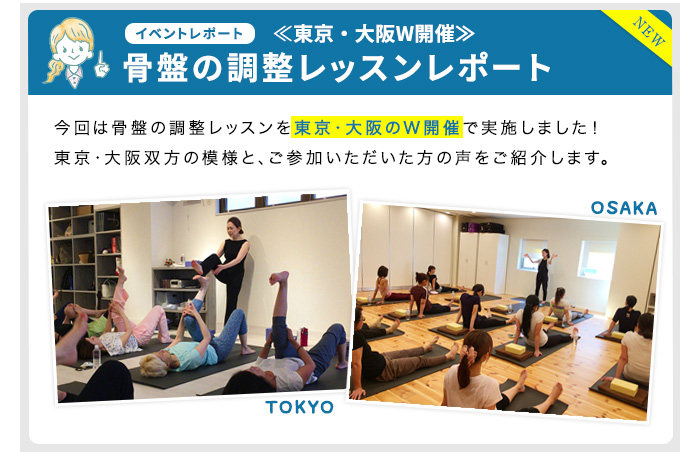 イベントレポート
≪東京・大阪W開催≫
NEW
骨盤の調整レッスンレポート
今回は骨盤の調整レッスンを東京・大阪のW開催で実施しました!
東京・大阪双方の模様と、ご参加いただいた方の声をご紹介します。
OSAKA
TOKYO